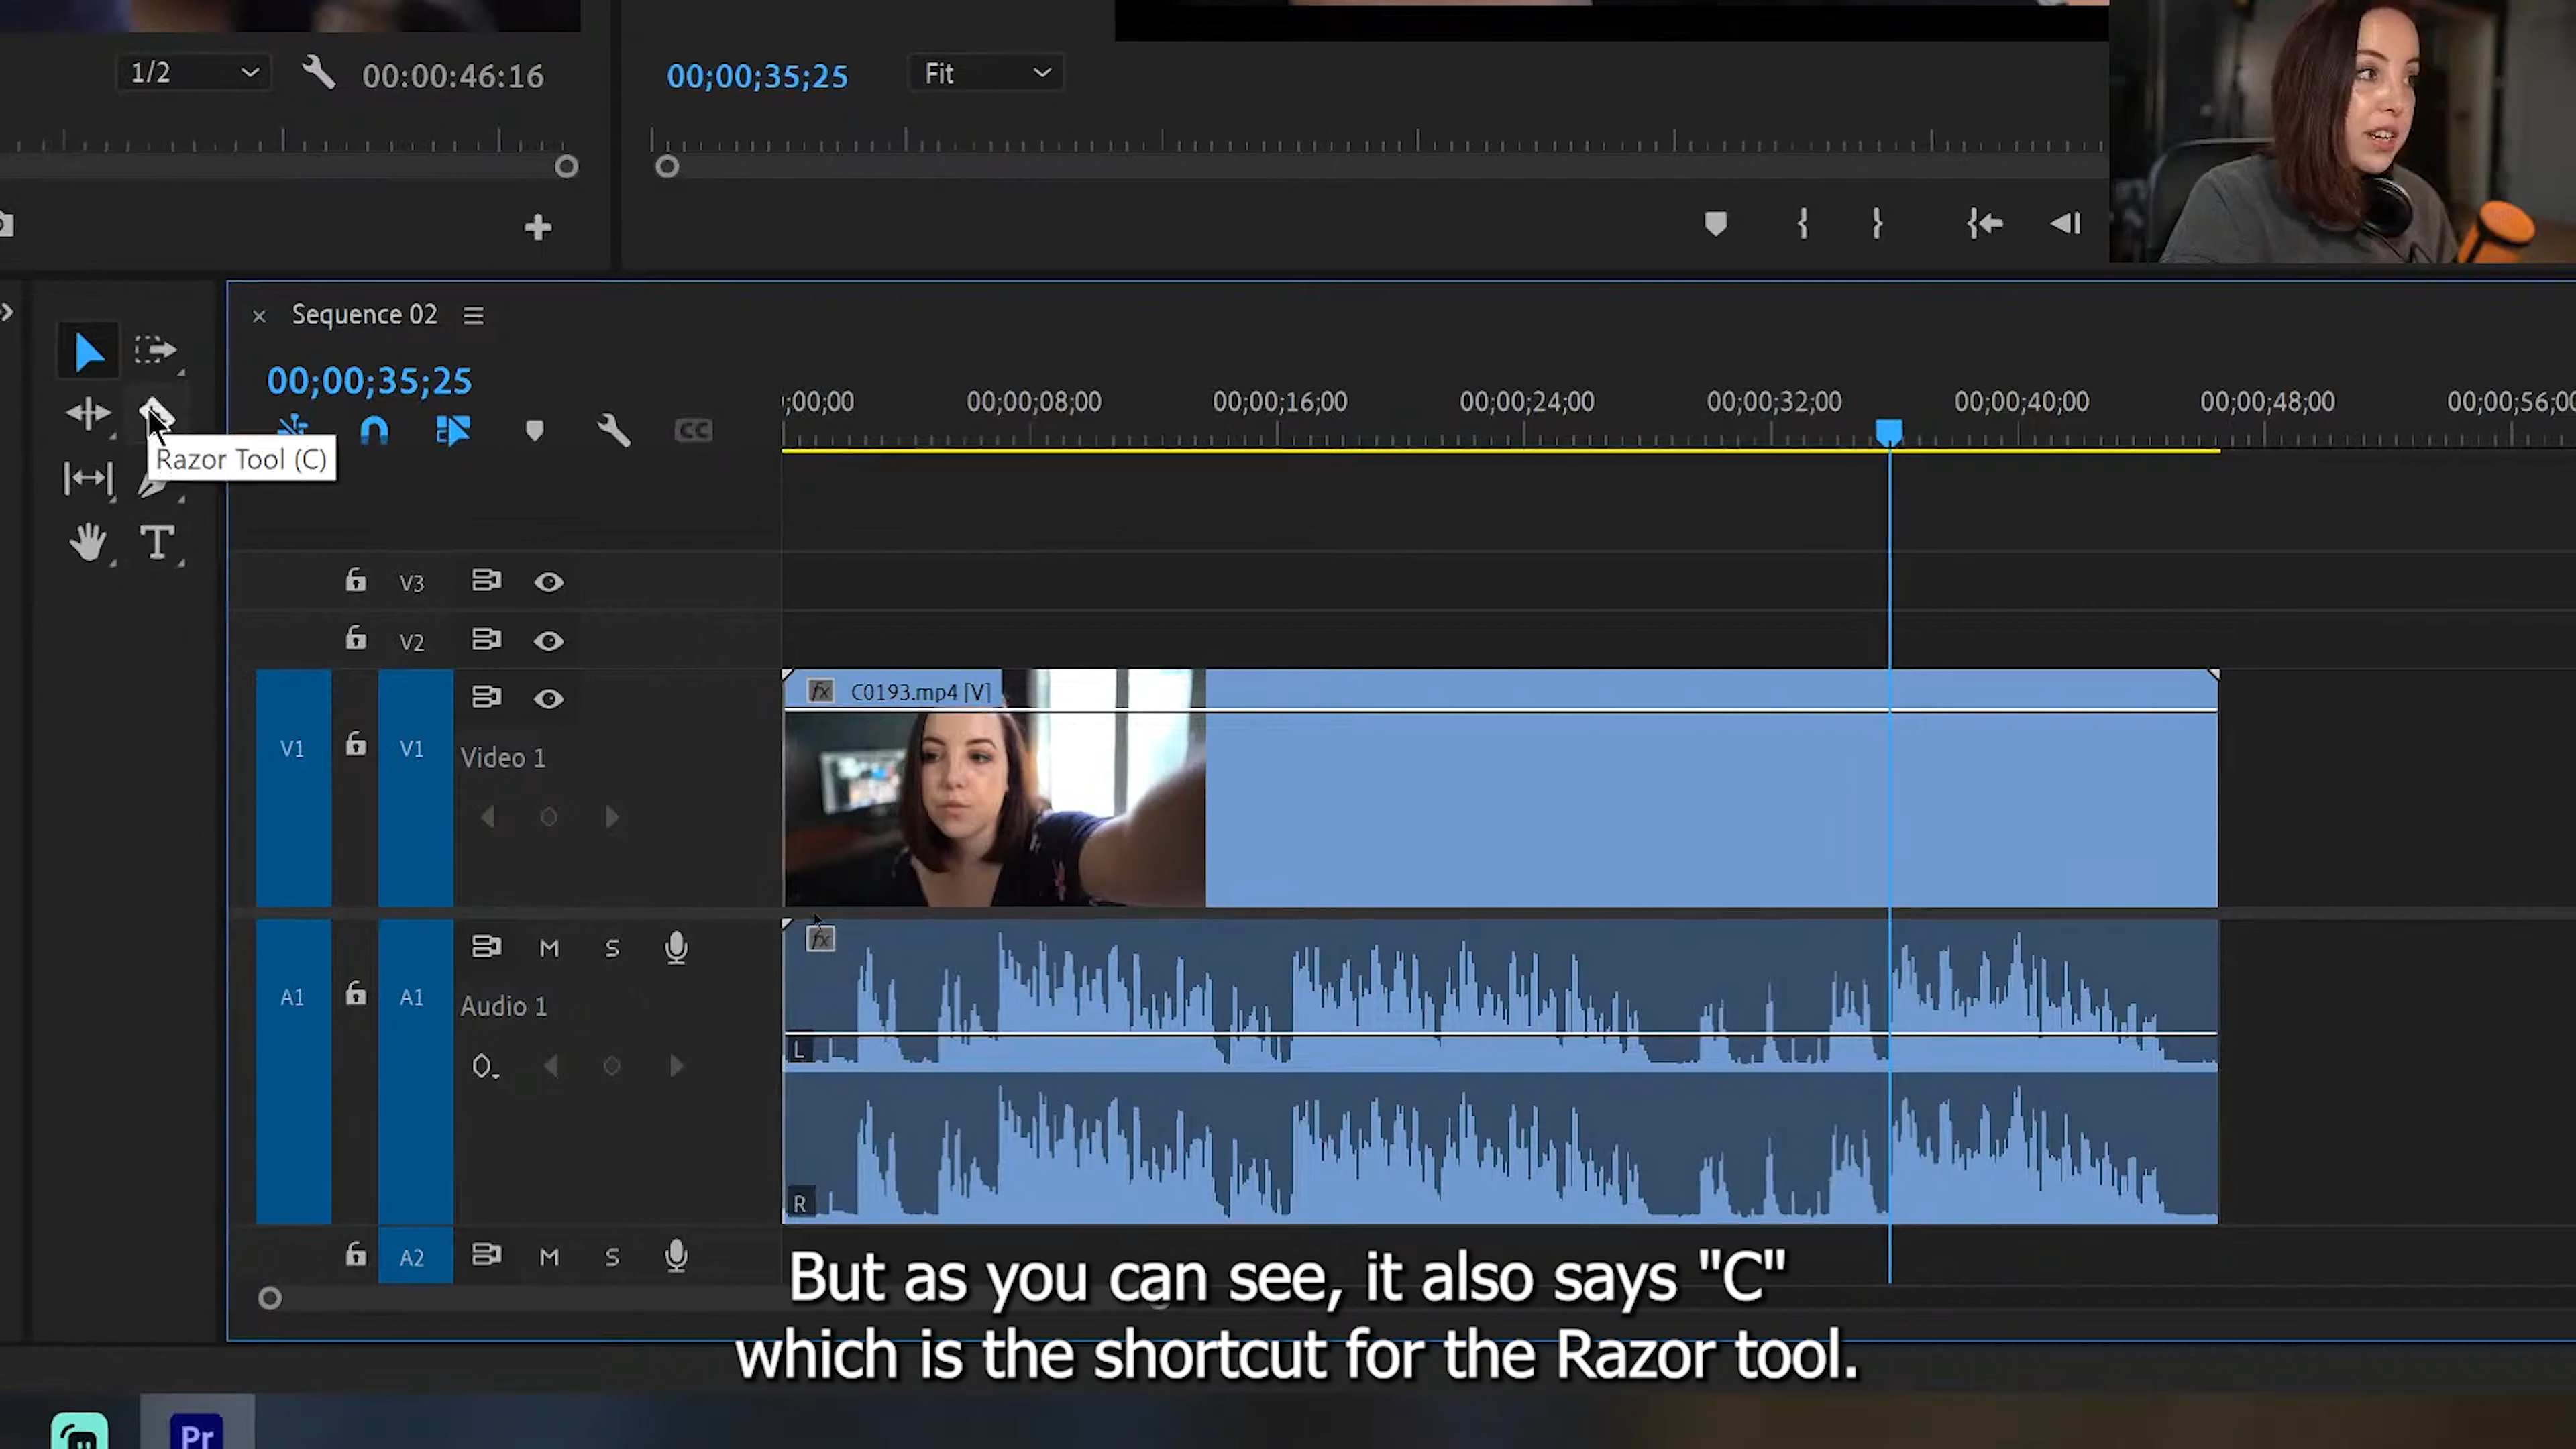 1/2
00:00:46:16
00;00;35;25
Fit
Sequence 02
00;00;35;25
;00;00
00;00;08;00
00;00;16;00
00;00;24;00
00;00;32;00
00;00;40;00
00;00;48;00
00;00;56;00
CC
Razor Tool (C)
T
V3
V2
fx C0193.mp4 [V]
V1
V1
Video 1
fx
M S
A1
A1
Audio 1
L
R
A2
M S
But as you can see, it also says "C"
which is the shortcut for the Razor tool.
Pr